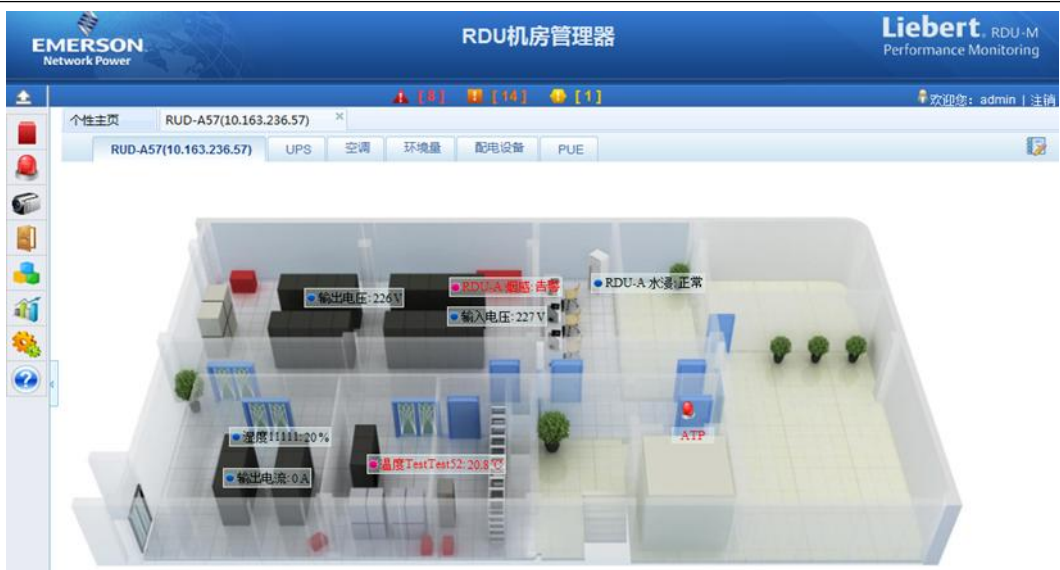 EMERSON
Network Power
RDU机房管理器
Liebert. RDU-M
Performance Monitoring
[8] [14] [1]
欢迎您: admin | 注销
个性主页 RUD-A57(10.163.236.57) ×
RUD-A57(10.163.236.57) UPS 空调 环境量 配电设备 PUE
RDU-A 烟感: 告警
RDU-A 水浸:正常
输出电压: 226 V
输入电压: 227 V
湿度11111: 20 %
ATP
温度TestTest52: 20.8℃
输出电流: 0 A